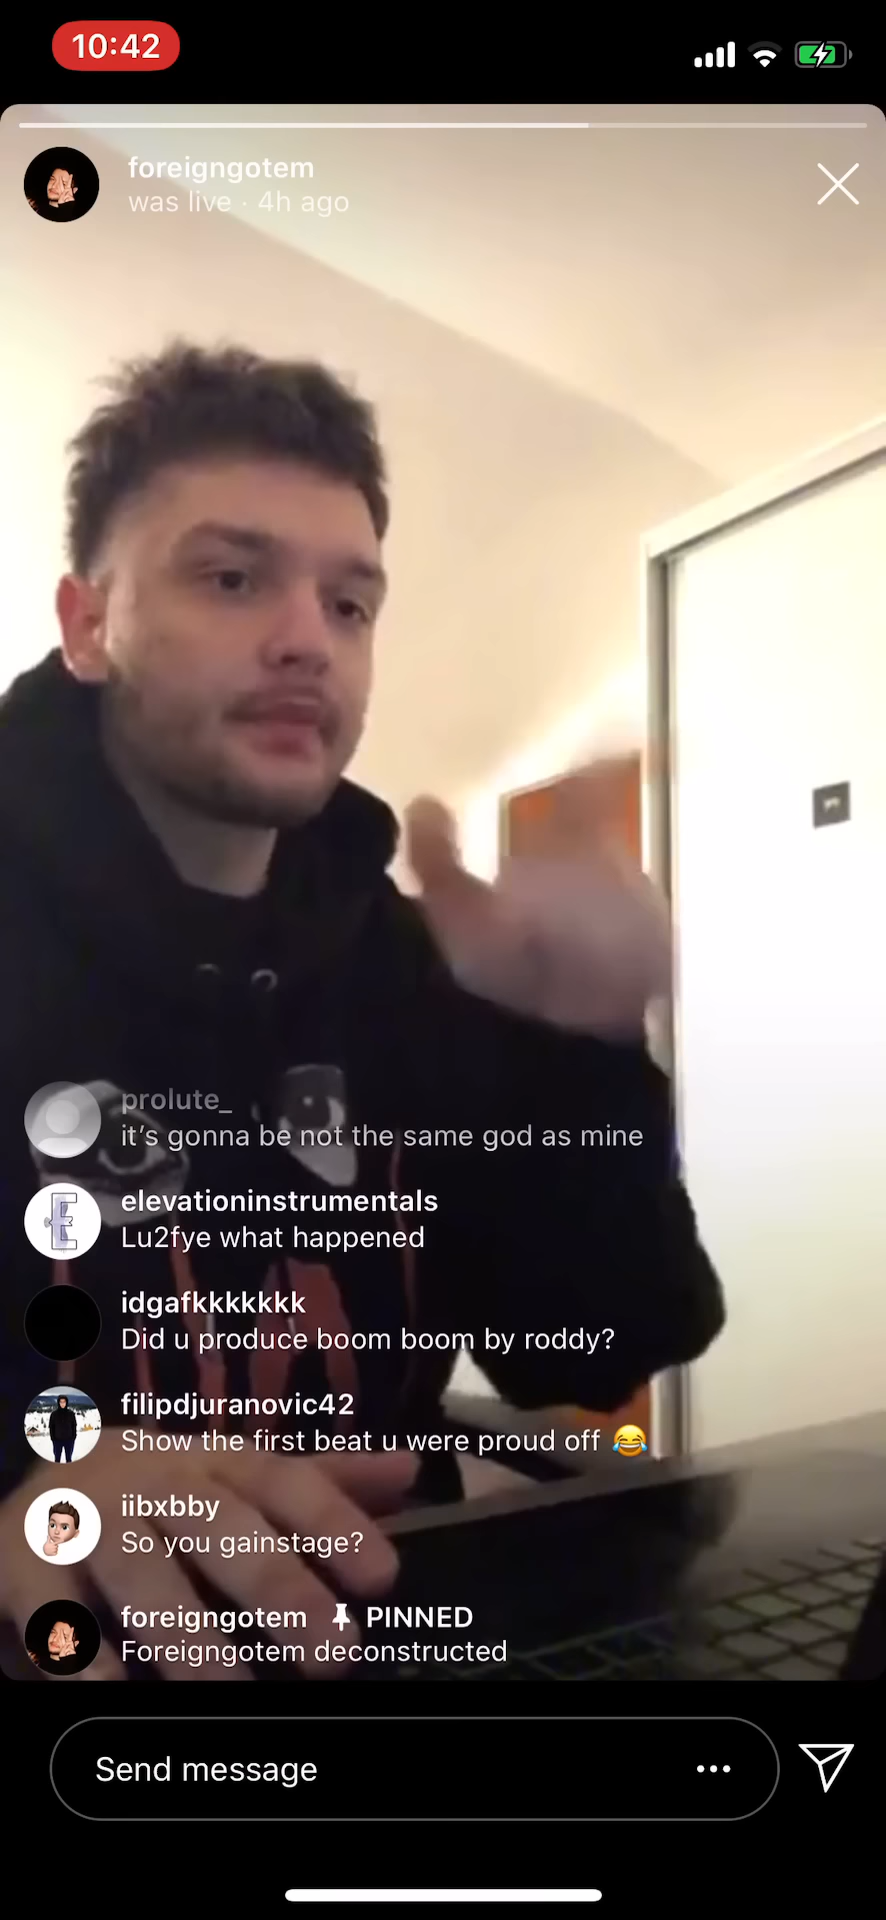 10:42
foreigngotem
was live · 4h ago
prolute_
it’s gonna be not the same god as mine
elevationinstrumentals
Lu2fye what happened
idgafkkkkkkk
Did u produce boom boom by roddy?
filipdjuranovic42
Show the first beat u were proud off 😂
iibxbby
So you gainstage?
foreigngotem PINNED
Foreigngotem deconstructed
Send message